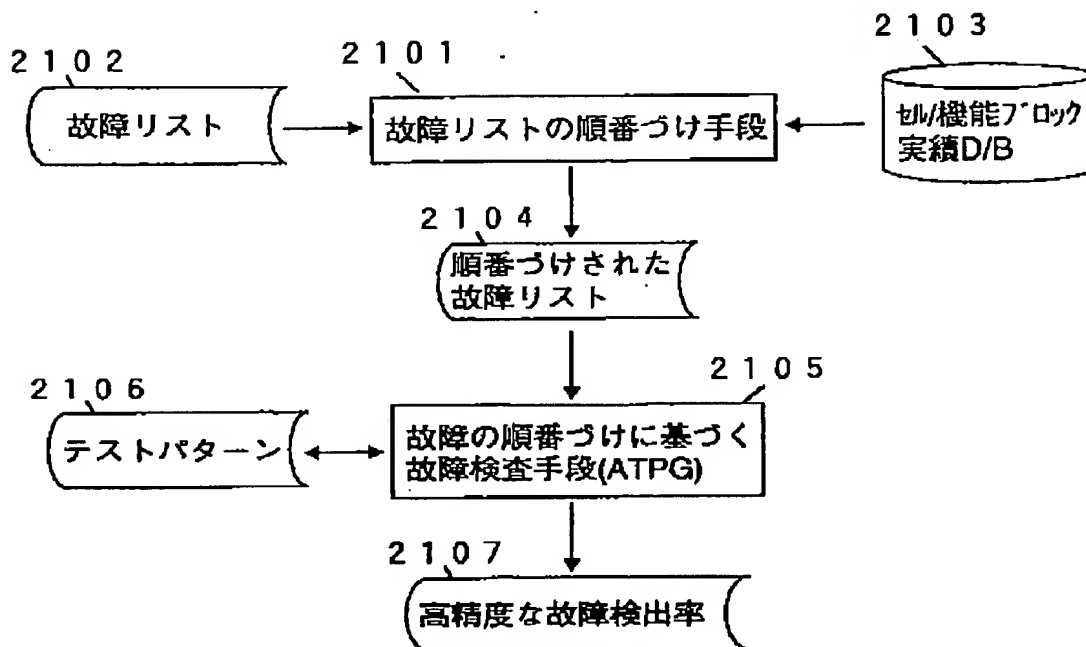 2103
2102
2101
故障リスト
故障リストの順番づけ手段
セル/機能ブロック
実績D/B
2104
順番づけされた
故障リスト
2105
2106
テストパターン
故障の順番づけに基づく
故障検査手段(ATPG)
2107
高精度な故障検出率